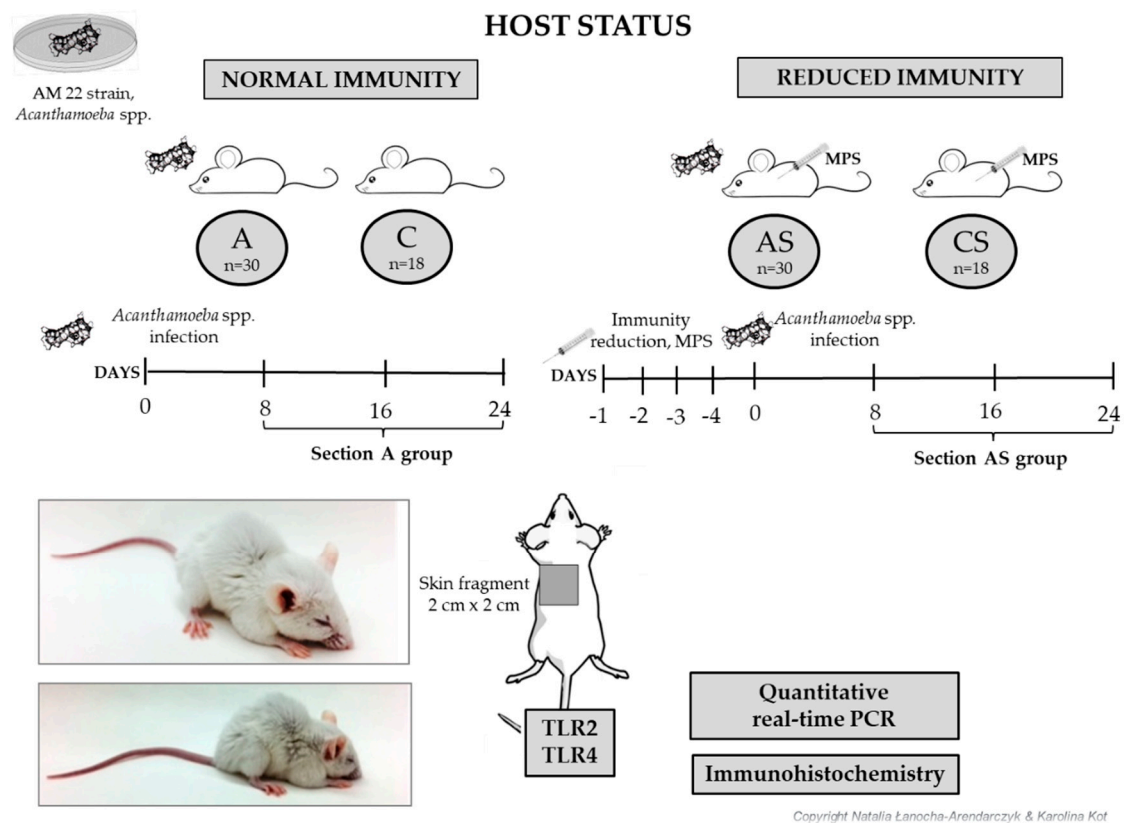 HOST STATUS
AM 22 strain,
Acanthamoeba spp.
NORMAL IMMUNITY
A
n=30
C
n=18
Acanthamoeba spp.
infection
DAYS
0 8 16 24
Section A group
REDUCED IMMUNITY
MPS
MPS
AS
n=30
CS
n=18
Immunity
reduction, MPS
Acanthamoeba spp.
infection
DAYS
-1 -2 -3 -4 0 8 16 24
Section AS group
Skin fragment
2 cm x 2 cm
TLR2
TLR4
Quantitative
real-time PCR
Immunohistochemistry
Copyright Natalia Łanocha-Arendarczyk & Karolina Kot